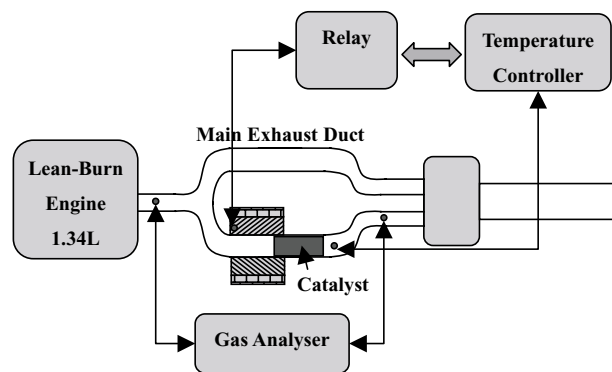 Relay
Temperature
Controller
Main Exhaust Duct
Lean-Burn
Engine
1.34L
Catalyst
Gas Analyser